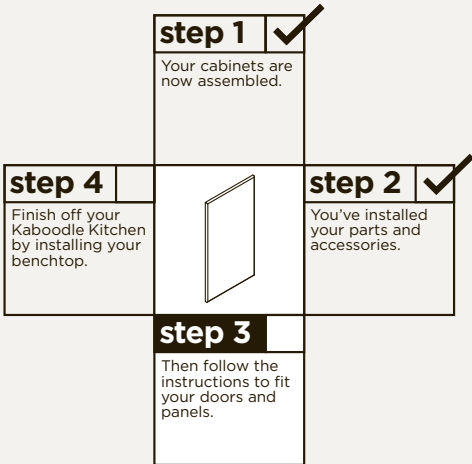 step 1
Your cabinets are
now assembled.
step 4
Finish off your
Kaboodle Kitchen
by installing your
benchtop.
step 2
You've installed
your parts and
accessories.
step 3
Then follow the
instructions to fit
your doors and
panels.